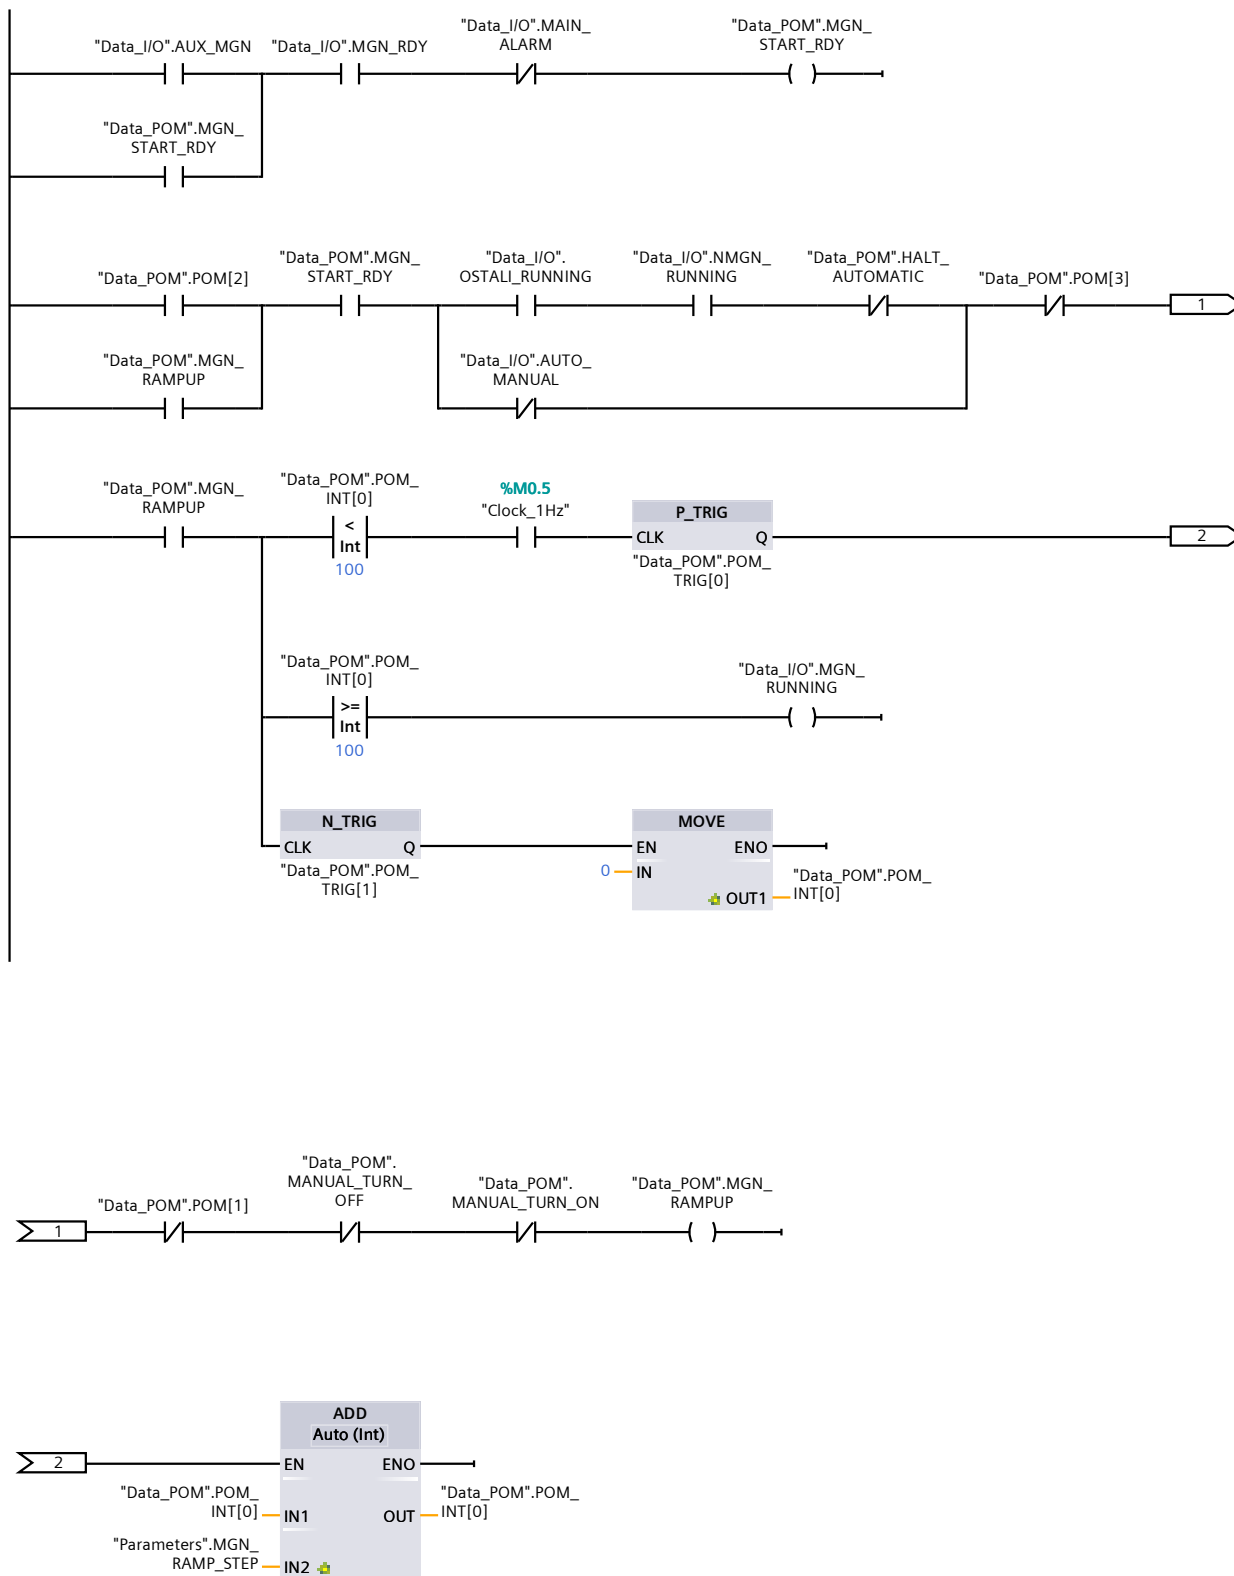 "Data_I/O".AUX_MGN
"Data_I/O".MGN_RDY
"Data_I/O".MAIN_
ALARM
"Data_POM".MGN_
START_RDY
"Data_POM".MGN_
START_RDY
"Data_POM".POM[2]
"Data_POM".MGN_
START_RDY
"Data_I/O".
OSTALI_RUNNING
"Data_I/O".NMGN_
RUNNING
"Data_POM".HALT_
AUTOMATIC
"Data_POM".POM[3]
1
"Data_POM".MGN_
RAMPUP
"Data_I/O".AUTO_
MANUAL
"Data_POM".MGN_
RAMPUP
"Data_POM".POM_
INT[0]
<
Int
100
%M0.5
"Clock_1Hz"
P_TRIG
CLK Q
"Data_POM".POM_
TRIG[0]
2
"Data_POM".POM_
INT[0]
>=
Int
100
"Data_I/O".MGN_
RUNNING
N_TRIG
CLK Q
"Data_POM".POM_
TRIG[1]
MOVE
EN ENO
0 IN
OUT1
"Data_POM".POM_
INT[0]
1
"Data_POM".POM[1]
"Data_POM".
MANUAL_TURN_
OFF
"Data_POM".
MANUAL_TURN_ON
"Data_POM".MGN_
RAMPUP
2
ADD
Auto (Int)
EN ENO
"Data_POM".POM_
INT[0]
IN1 OUT
"Data_POM".POM_
INT[0]
"Parameters".MGN_
RAMP_STEP
IN2